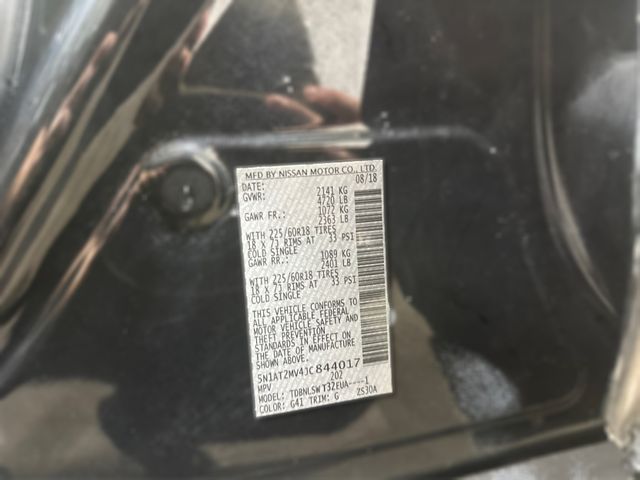 MFD BY NISSAN MOTOR CO., LTD.
DATE: 08/18
GVWR: 2141 KG
4720 LB
GAWR FR.: 1072 KG
2363 LB
WITH 225/60R18 TIRES
18 X 7J RIMS AT 33 PSI
COLD SINGLE
GAWR RR.: 1089 KG
2401 LB
WITH 225/60R18 TIRES
18 X 7J RIMS AT 33 PSI
COLD SINGLE
THIS VEHICLE CONFORMS TO
ALL APPLICABLE FEDERAL
MOTOR VEHICLE SAFETY AND
THEFT PREVENTION
STANDARDS IN EFFECT ON
THE DATE OF MANUFACTURE
SHOWN ABOVE.
5N1AT2MV4JC844017
MPV 202
MODEL: TDBNLSWT32EUA----1
COLOR: G41 TRIM: G ZS30A